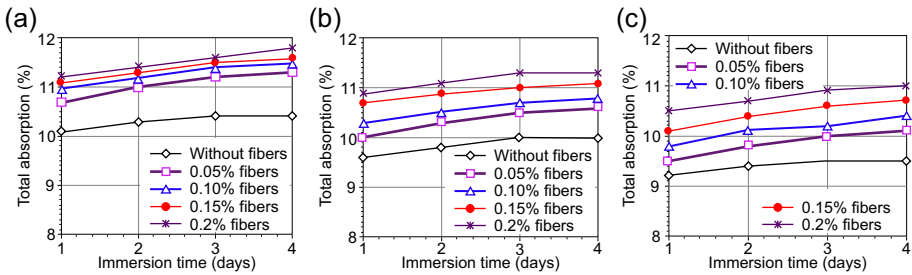 (a)
12
11
10
9
8
Total absorption (%)
Without fibers
0.05% fibers
0.10% fibers
0.15% fibers
0.2% fibers
1 2 3 4
Immersion time (days)
(b)
12
11
10
9
8
Total absorption (%)
Without fibers
0.05% fibers
0.10% fibers
0.15% fibers
0.2% fibers
1 2 3 4
Immersion time (days)
(c)
12
11
10
9
8
Total absorption (%)
Without fibers
0.05% fibers
0.10% fibers
0.15% fibers
0.2% fibers
1 2 3 4
Immersion time (days)